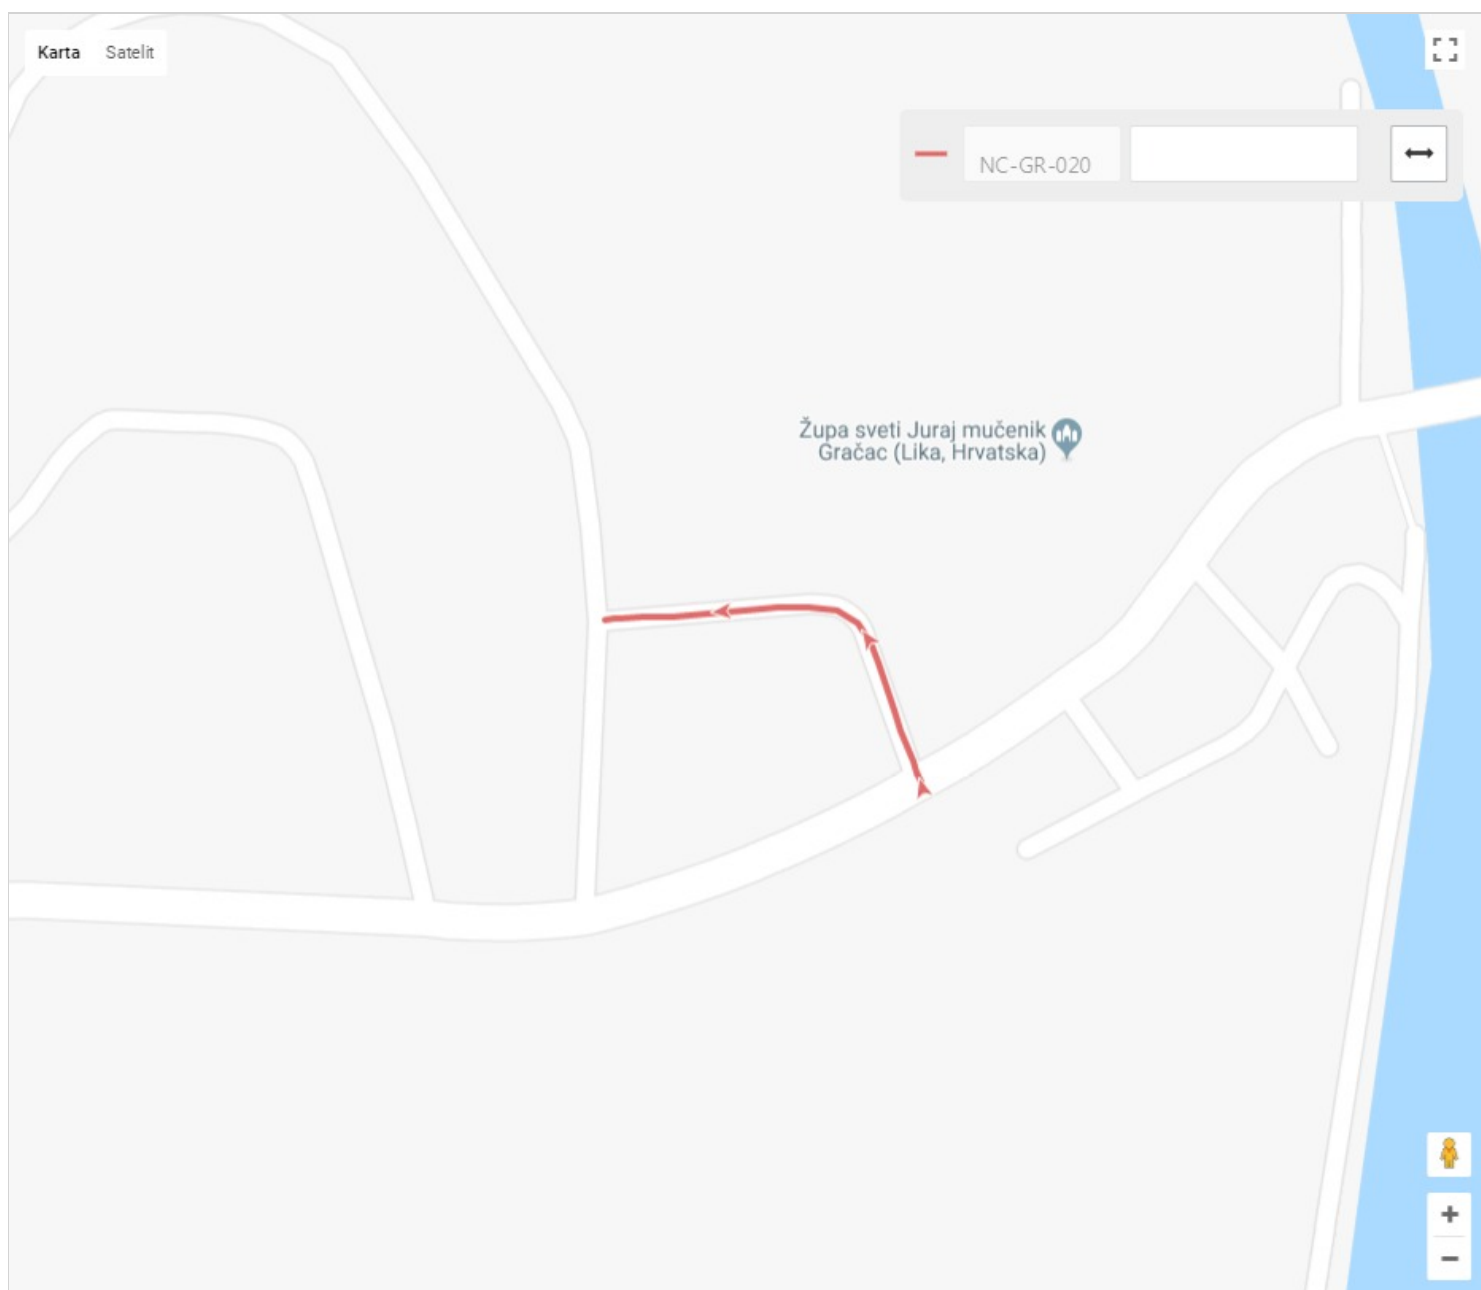 Karta Satelit
NC-GR-020
Župa sveti Juraj mučenik
Gračac (Lika, Hrvatska)